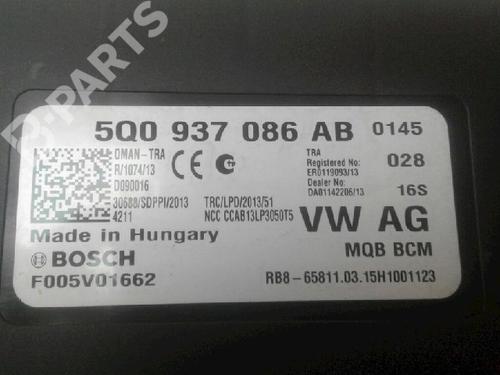 B-PARTS
5Q0 937 086 AB 0145
OMAN-TRA
R/1074/13
D090016
30688/SDPPI/2013
4211
TRC/LPD/2013/51
NCC CCAB13LP3050T5
TRA
Registered No:
ER0119093/13
Dealer No:
DA01142206/13
028
16S
Made in Hungary
VW AG
BOSCH
MQB BCM
F005V01662
RB8-65811.03.15H1001123